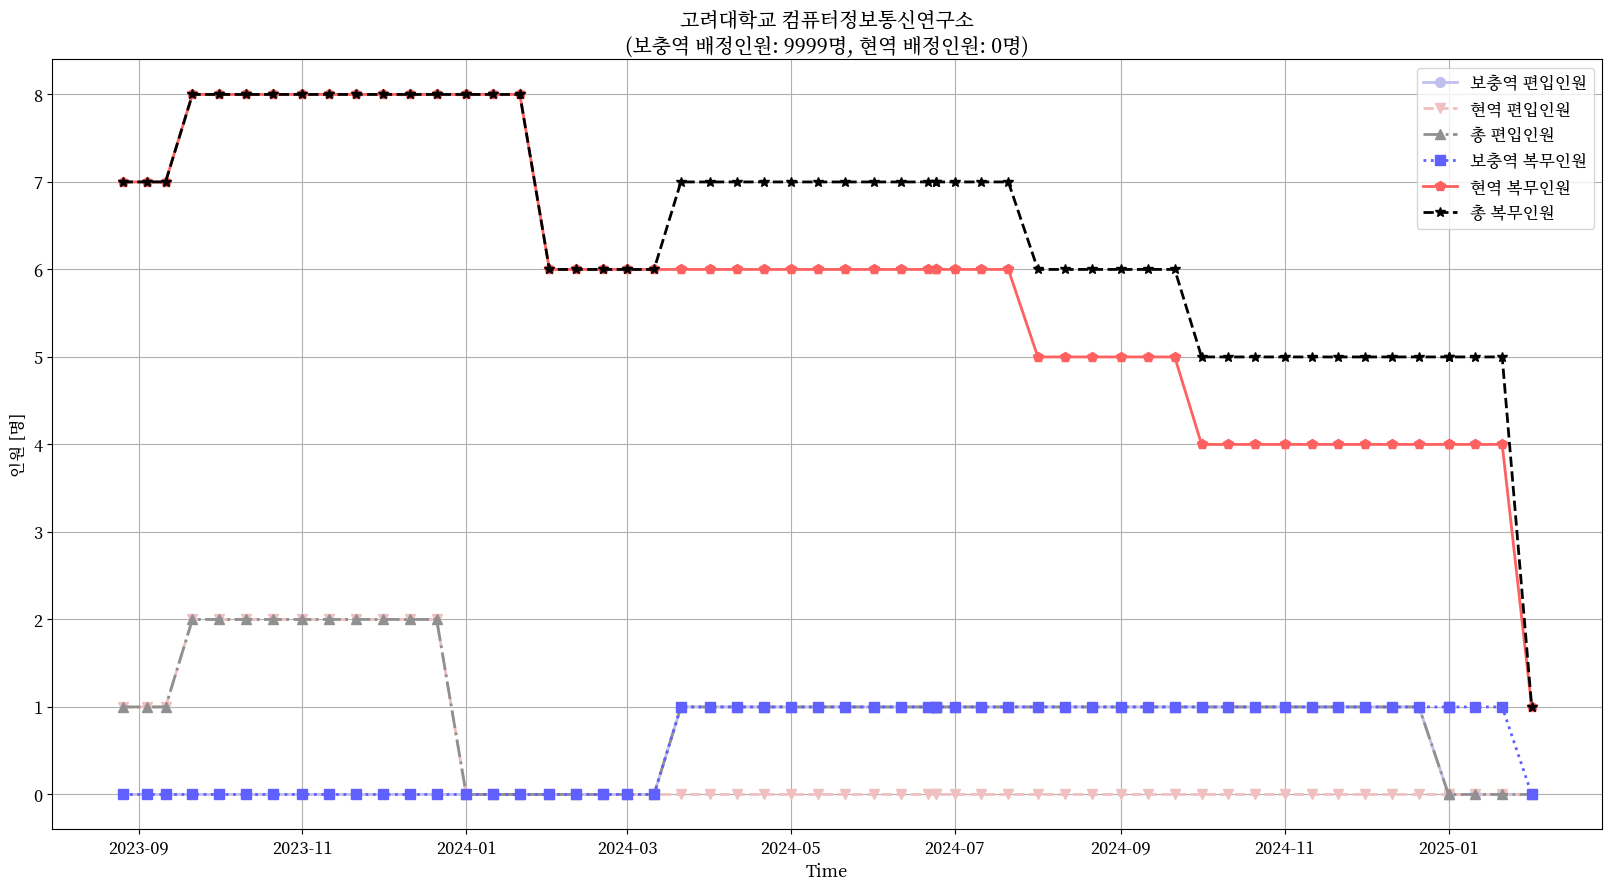 고려대학교 컴퓨터정보통신연구소
(보충역 배정인원: 9999명, 현역 배정인원: 0명)
보충역 편입인원
현역 편입인원
총 편입인원
보충역 복무인원
현역 복무인원
총 복무인원
인원 [명]
8
7
6
5
4
3
2
1
0
2023-09 2023-11 2024-01 2024-03 2024-05 2024-07 2024-09 2024-11 2025-01
Time